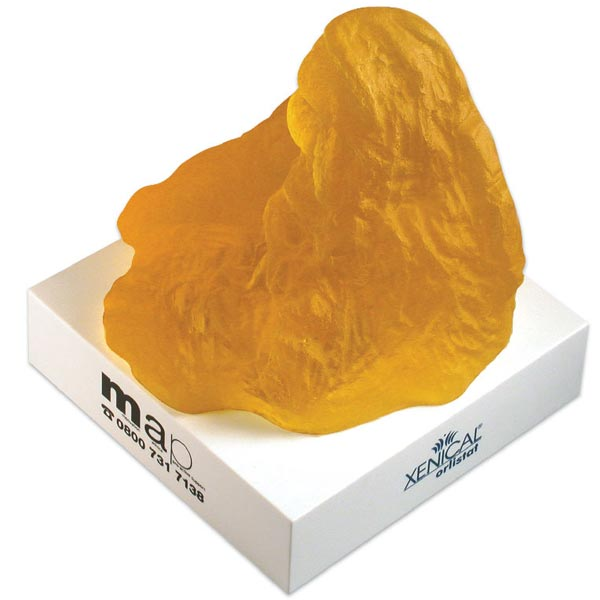 map
☎ 0800 731 7138
XENICAL®
orlistat